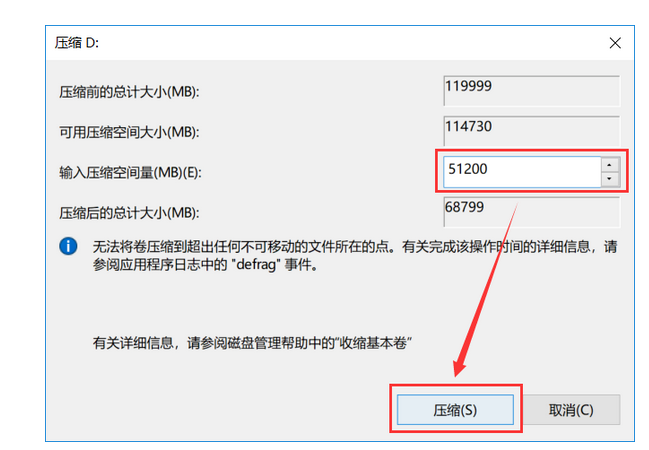 压缩 D:
压缩前的总计大小(MB): 119999
可用压缩空间大小(MB): 114730
输入压缩空间量(MB)(E): 51200
压缩后的总计大小(MB): 68799
无法将卷压缩到超出任何不可移动的文件所在的点。有关完成该操作时间的详细信息，请
参阅应用程序日志中的 "defrag" 事件。
有关详细信息，请参阅磁盘管理帮助中的"收缩基本卷"
压缩(S) 取消(C)